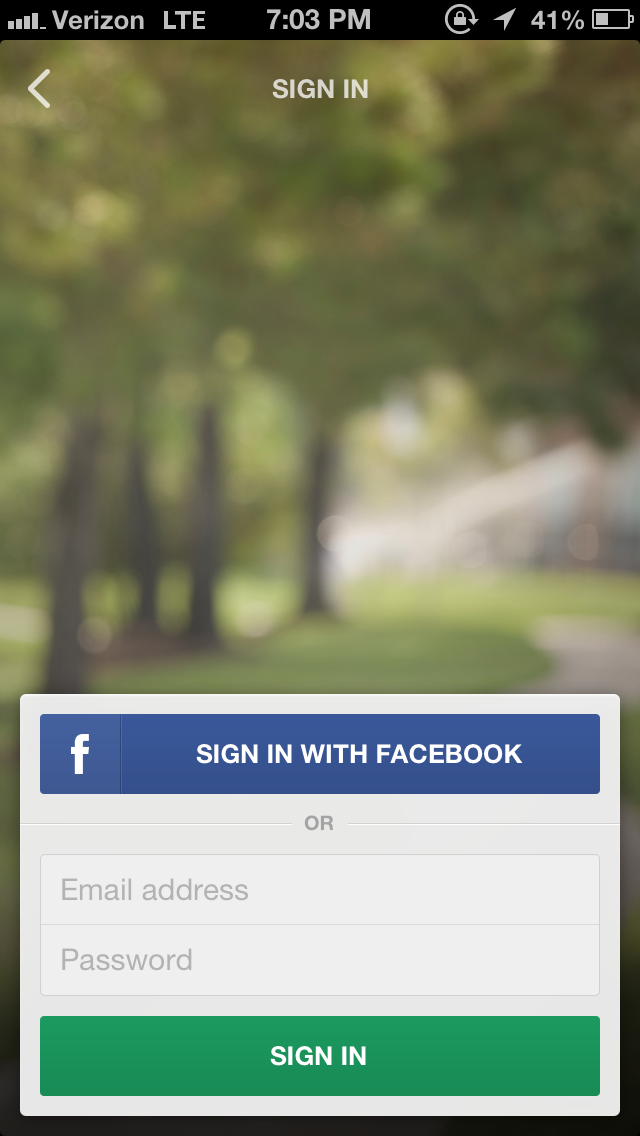 Verizon LTE 7:03 PM 41%
SIGN IN
f SIGN IN WITH FACEBOOK
OR
Email address
Password
SIGN IN